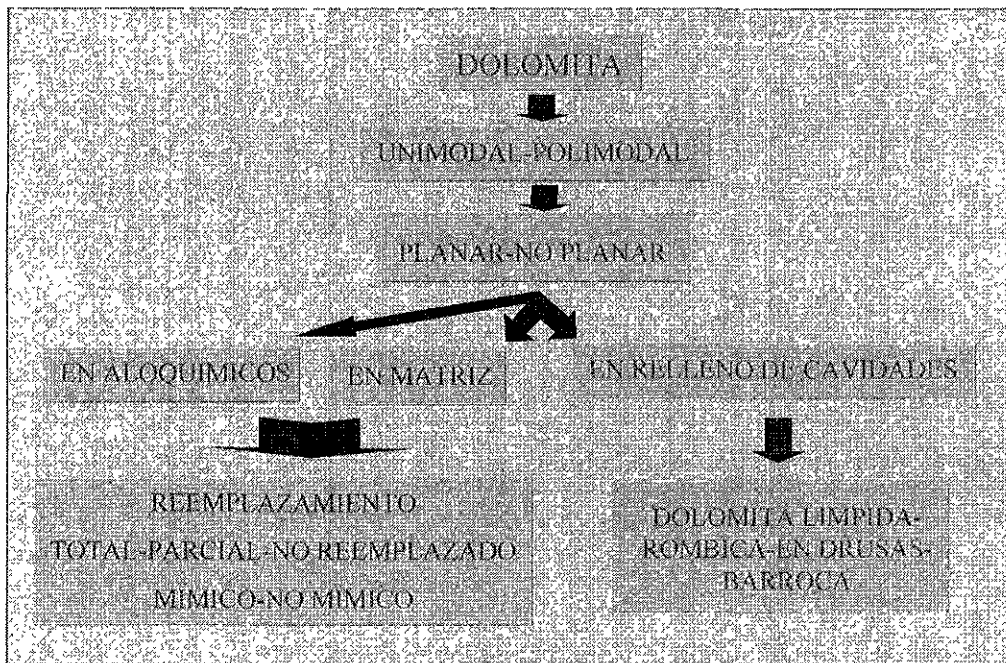 DOLOMITA
UNIMODAL-POLIMODAL
PLANAR-NO PLANAR
EN ALOQUIMICOS
EN MATRIZ
EN RELLENO DE CAVIDADES
REEMPLAZAMIENTO
TOTAL-PARCIAL-NO REEMPLAZADO
MIMICO-NO MIMICO
DOLOMITA LIMPIDA-
ROMBICA-EN DRUSAS-
BARROCA